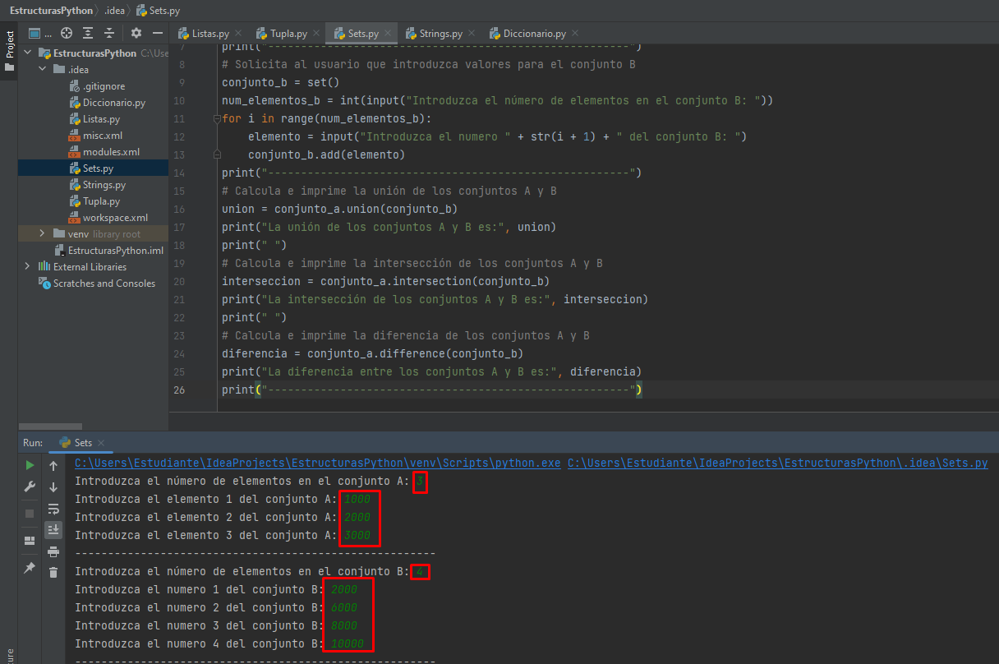 EstructurasPython .idea Sets.py
Project
...
Listas.py Tupla.py Sets.py Strings.py Diccionario.py
EstructurasPython C:\Use
.idea
.gitignore
Diccionario.py
Listas.py
misc.xml
modules.xml
Sets.py
Strings.py
Tupla.py
workspace.xml
venv library root
EstructurasPython.iml
External Libraries
Scratches and Consoles
7 print("-------------------------------------------------------")
8 # Solicita al usuario que introduzca valores para el conjunto B
9 conjunto_b = set()
10 num_elementos_b = int(input("Introduzca el número de elementos en el conjunto B: "))
11 for i in range(num_elementos_b):
12 elemento = input("Introduzca el numero " + str(i + 1) + " del conjunto B: ")
13 conjunto_b.add(elemento)
14 print("-------------------------------------------------------")
15 # Calcula e imprime la unión de los conjuntos A y B
16 union = conjunto_a.union(conjunto_b)
17 print("La unión de los conjuntos A y B es:", union)
18 print(" ")
19 # Calcula e imprime la intersección de los conjuntos A y B
20 interseccion = conjunto_a.intersection(conjunto_b)
21 print("La intersección de los conjuntos A y B es:", interseccion)
22 print(" ")
23 # Calcula e imprime la diferencia de los conjuntos A y B
24 diferencia = conjunto_a.difference(conjunto_b)
25 print("La diferencia entre los conjuntos A y B es:", diferencia)
26 print("-------------------------------------------------------")
Run: Sets
C:\Users\Estudiante\IdeaProjects\EstructurasPython\venv\Scripts\python.exe C:\Users\Estudiante\IdeaProjects\EstructurasPython\.idea\Sets.py
Introduzca el número de elementos en el conjunto A: 3
Introduzca el elemento 1 del conjunto A: 1000
Introduzca el elemento 2 del conjunto A: 2000
Introduzca el elemento 3 del conjunto A: 3000
-------------------------------------------------------
Introduzca el número de elementos en el conjunto B: 4
Introduzca el numero 1 del conjunto B: 2000
Introduzca el numero 2 del conjunto B: 6000
Introduzca el numero 3 del conjunto B: 8000
Introduzca el numero 4 del conjunto B: 10000
-------------------------------------------------------